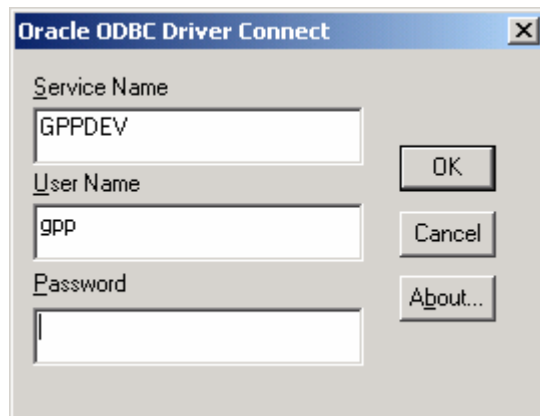 Oracle ODBC Driver Connect
Service Name
GPPDEV
User Name
gpp
Password
OK
Cancel
About...